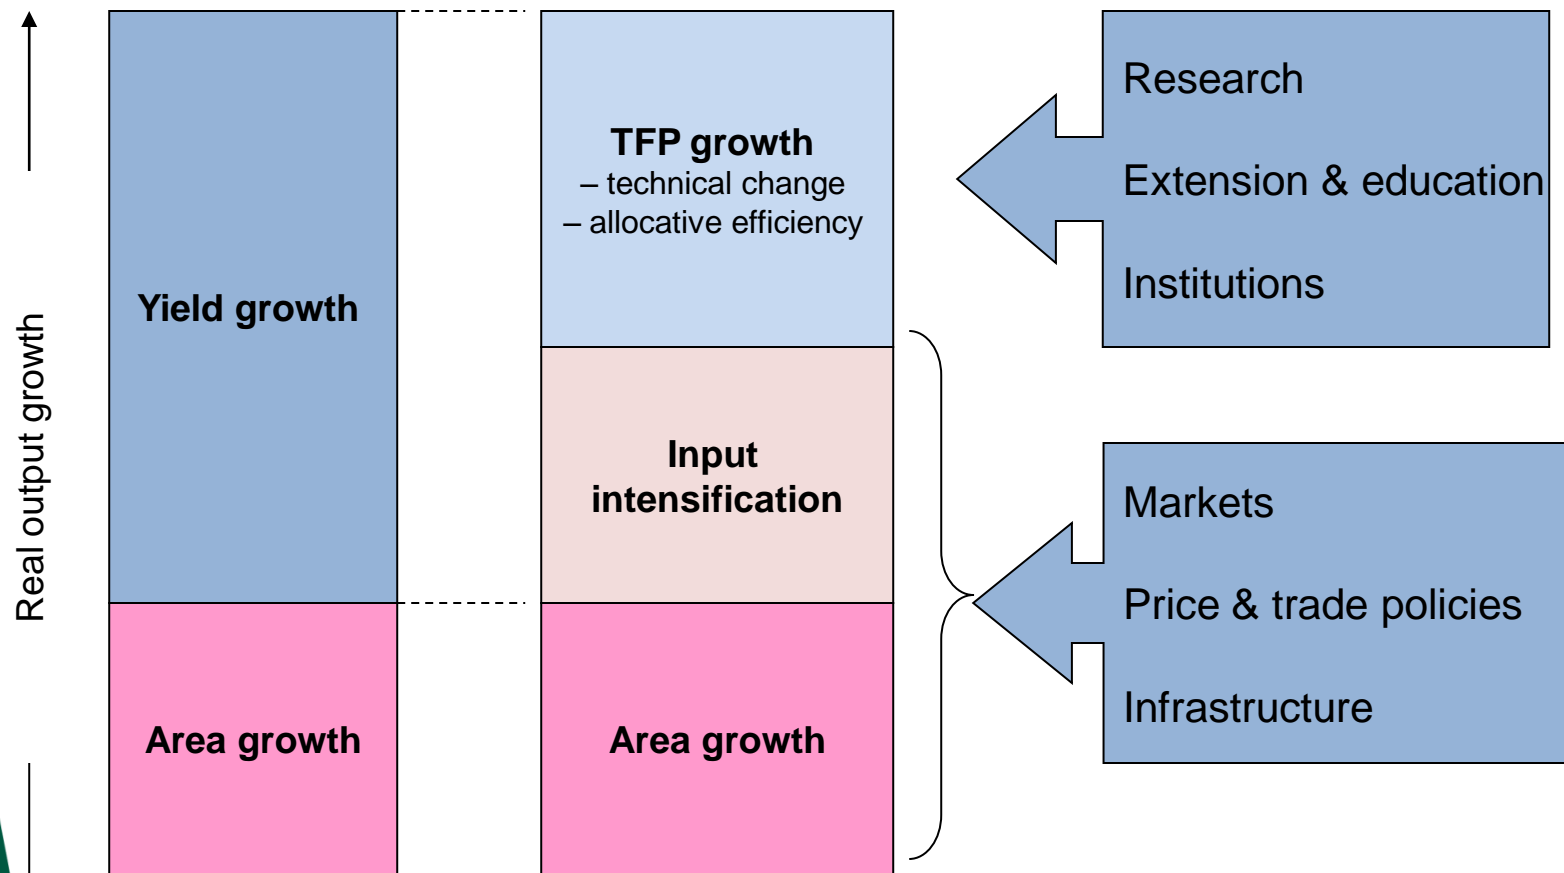 Real output growth
Yield growth
Area growth
TFP growth
– technical change
– allocative efficiency
Input
intensification
Area growth
Research
Extension & education
Institutions
Markets
Price & trade policies
Infrastructure